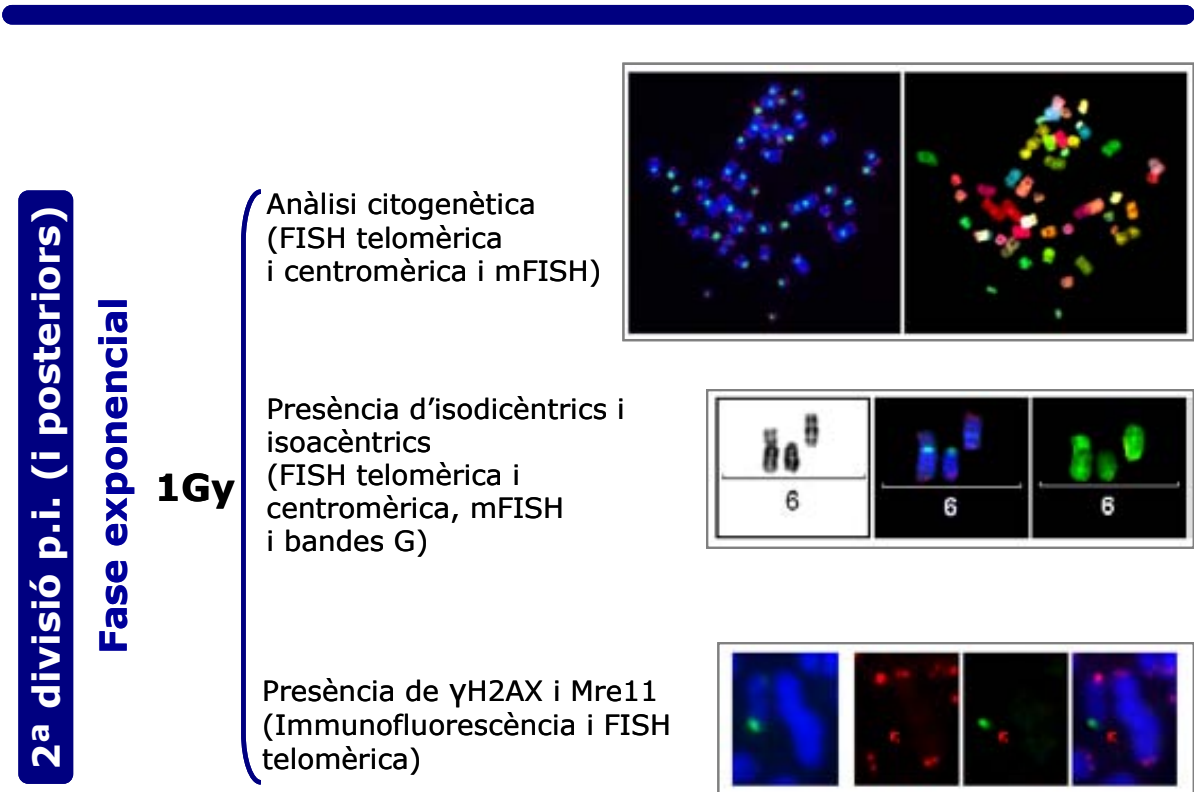 2ª divisió p.i. (i posteriors)
Fase exponencial
1Gy
Anàlisi citogenètica
(FISH telomèrica
i centromèrica i mFISH)
Presència d’isodicèntrics i
isoacèntrics
(FISH telomèrica i
centromèrica, mFISH
i bandes G)
6
6
6
Presència de γH2AX i Mre11
(Immunofluorescència i FISH
telomèrica)